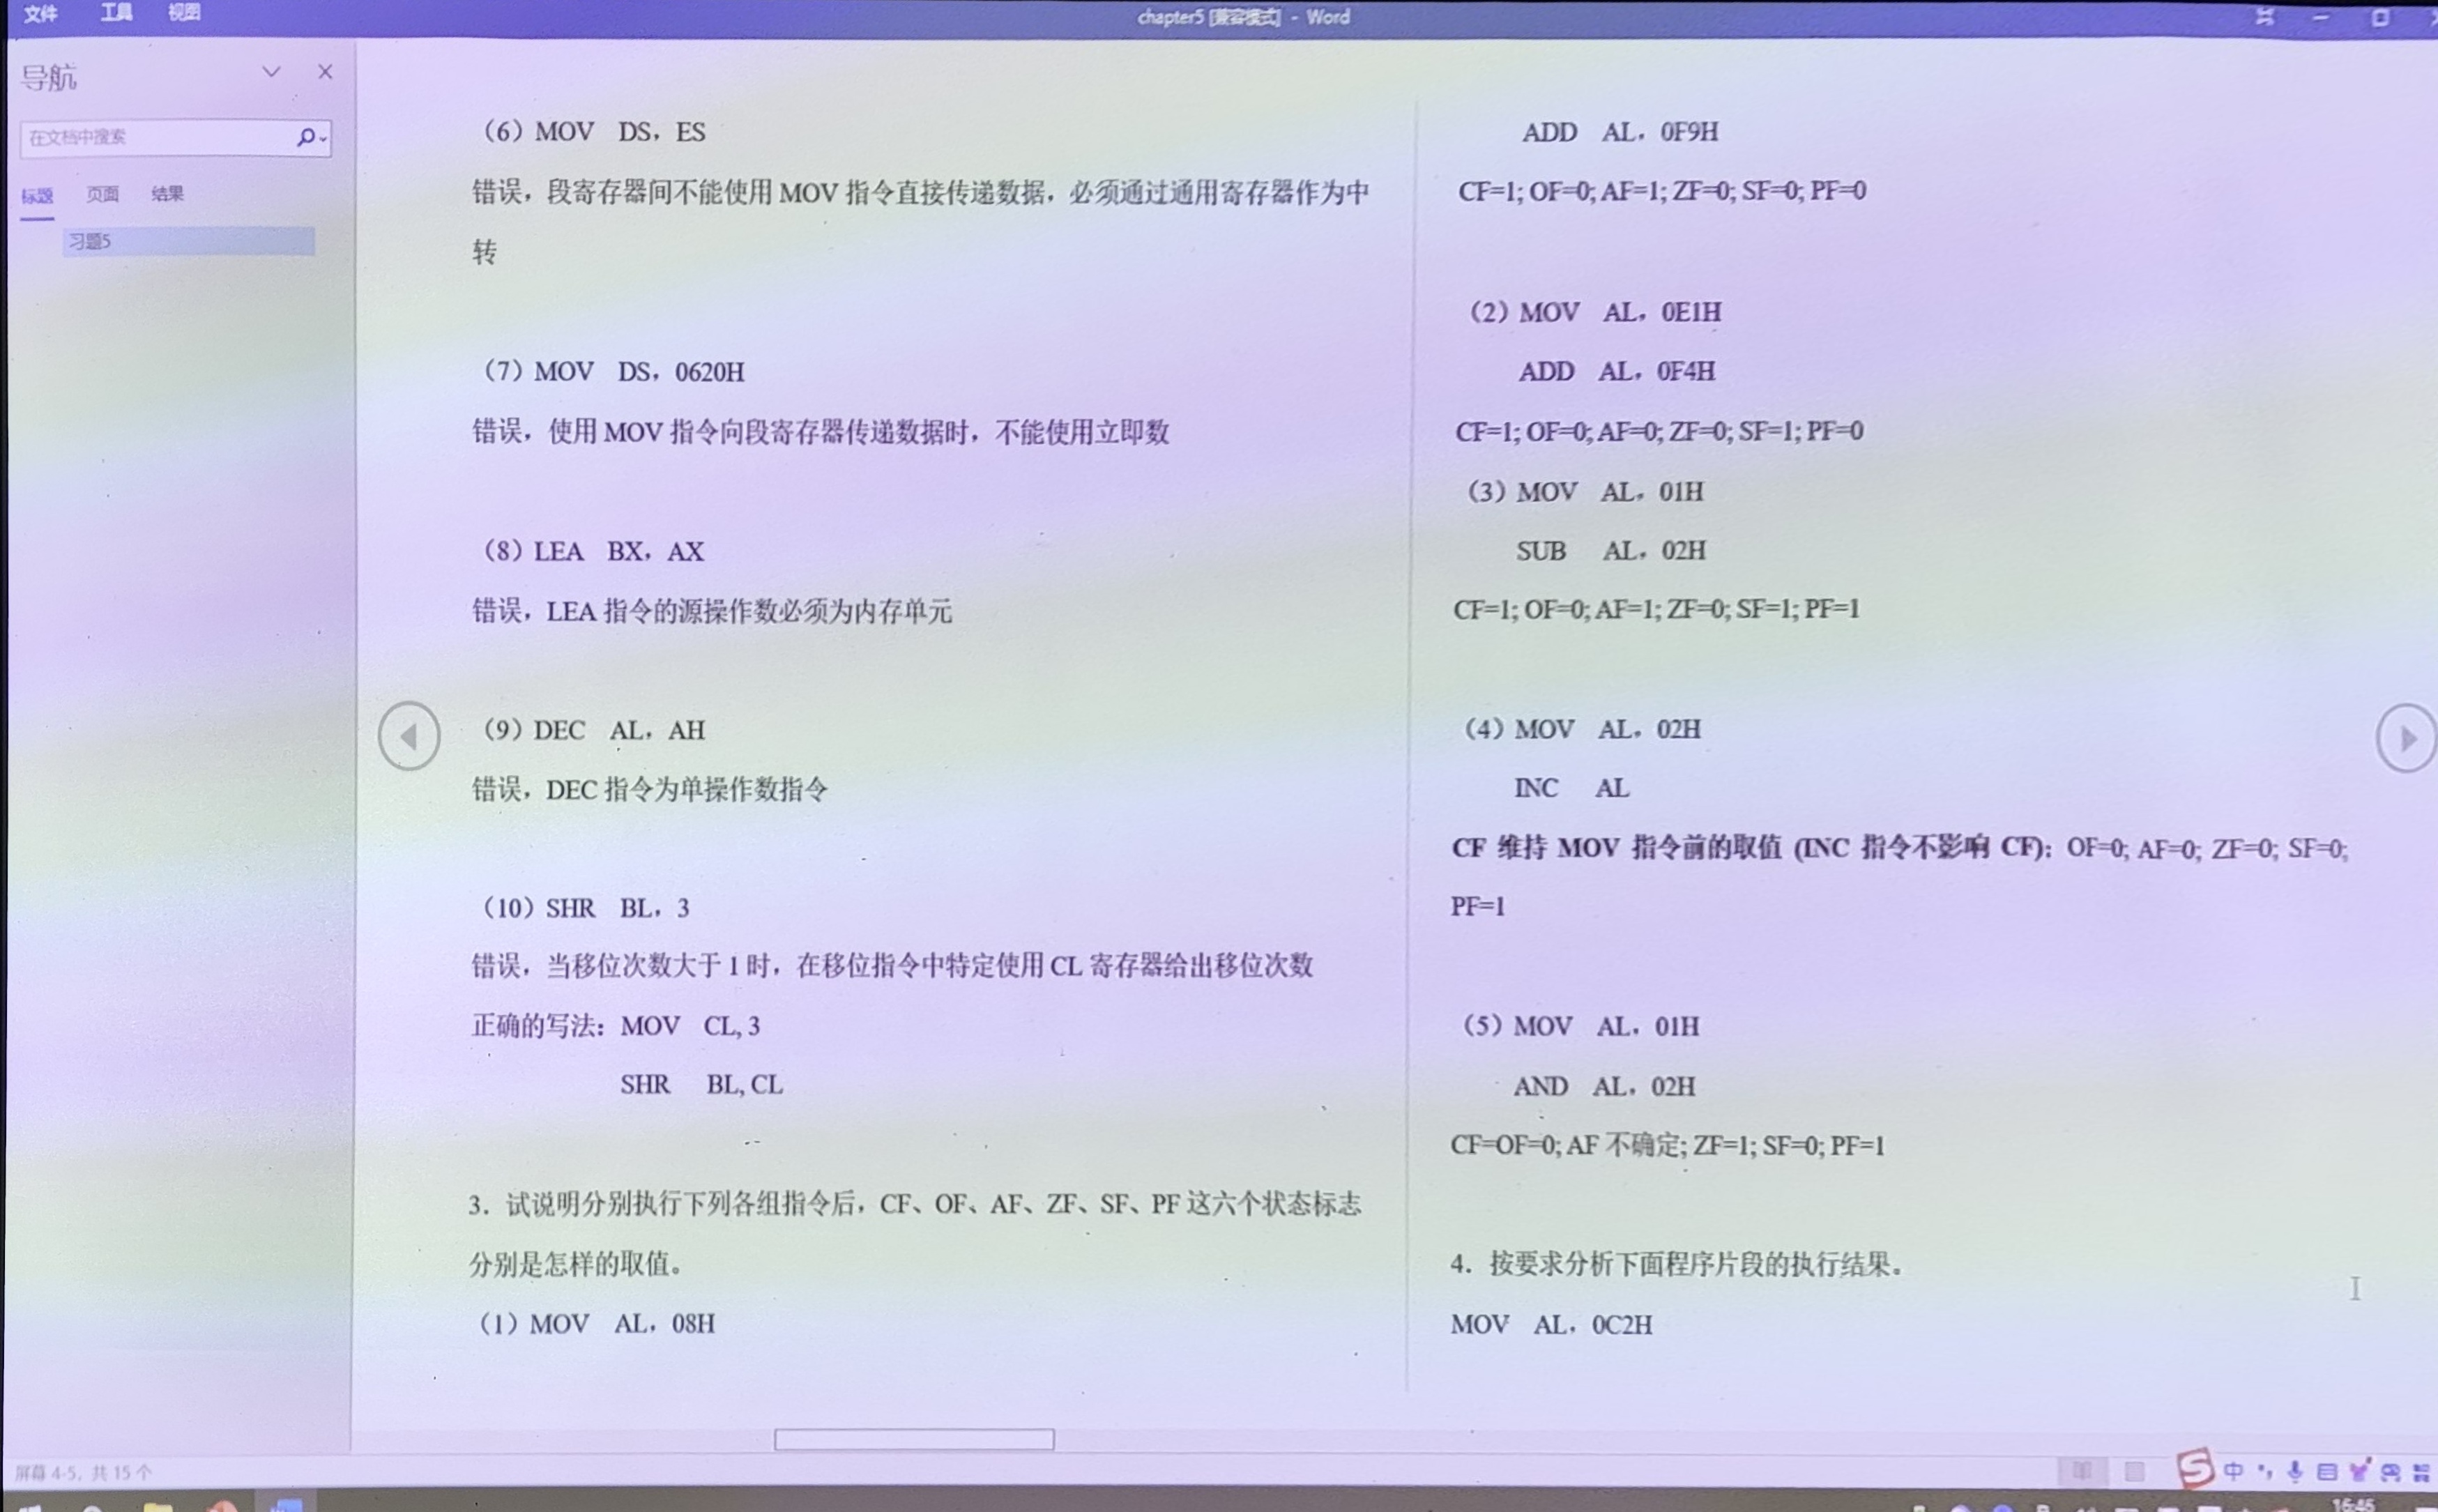 文件 工具 视图
chapter5 [兼容模式] - Word
导航
在文档中搜索
标题 页面 结果
习题5
（6）MOV DS，ES
错误，段寄存器间不能使用 MOV 指令直接传递数据，必须通过通用寄存器作为中
转
（7）MOV DS，0620H
错误，使用 MOV 指令向段寄存器传递数据时，不能使用立即数
（8）LEA BX，AX
错误，LEA 指令的源操作数必须为内存单元
（9）DEC AL，AH
错误，DEC 指令为单操作数指令
（10）SHR BL，3
错误，当移位次数大于 1 时，在移位指令中特定使用 CL 寄存器给出移位次数
正确的写法：MOV CL, 3
SHR BL, CL
3．试说明分别执行下列各组指令后，CF、OF、AF、ZF、SF、PF 这六个状态标志
分别是怎样的取值。
（1）MOV AL，08H
ADD AL，0F9H
CF=1; OF=0; AF=1; ZF=0; SF=0; PF=0
（2）MOV AL，0E1H
ADD AL，0F4H
CF=1; OF=0; AF=0; ZF=0; SF=1; PF=0
（3）MOV AL，01H
SUB AL，02H
CF=1; OF=0; AF=1; ZF=0; SF=1; PF=1
（4）MOV AL，02H
INC AL
CF 维持 MOV 指令前的取值 (INC 指令不影响 CF)；OF=0; AF=0; ZF=0; SF=0;
PF=1
（5）MOV AL，01H
AND AL，02H
CF=OF=0; AF 不确定; ZF=1; SF=0; PF=1
4．按要求分析下面程序片段的执行结果。
MOV AL，0C2H
屏幕 4-5，共 15 个
中
16:45